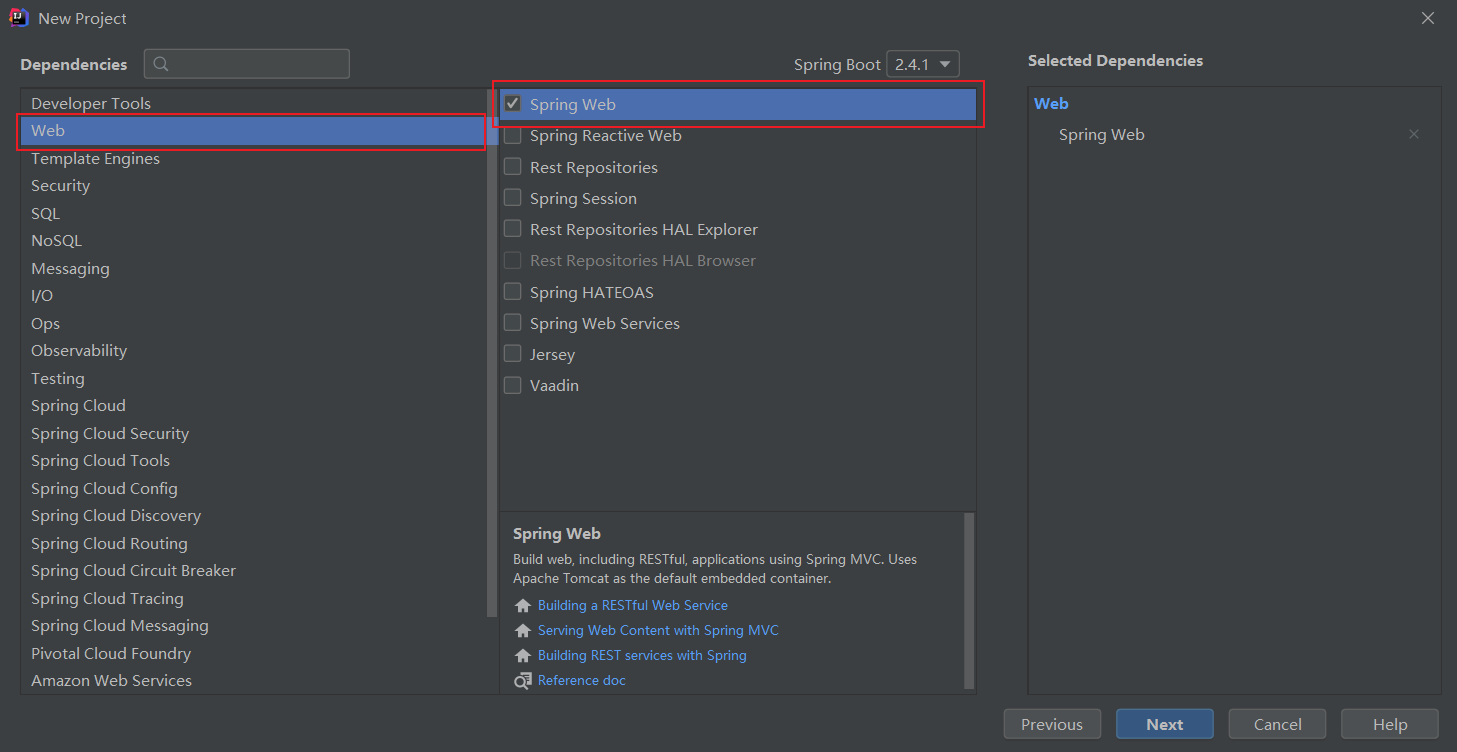 New Project
Dependencies
Spring Boot 2.4.1
Selected Dependencies
Developer Tools
Web
Template Engines
Security
SQL
NoSQL
Messaging
I/O
Ops
Observability
Testing
Spring Cloud
Spring Cloud Security
Spring Cloud Tools
Spring Cloud Config
Spring Cloud Discovery
Spring Cloud Routing
Spring Cloud Circuit Breaker
Spring Cloud Tracing
Spring Cloud Messaging
Pivotal Cloud Foundry
Amazon Web Services
Spring Web
Spring Reactive Web
Rest Repositories
Spring Session
Rest Repositories HAL Explorer
Rest Repositories HAL Browser
Spring HATEOAS
Spring Web Services
Jersey
Vaadin
Spring Web
Build web, including RESTful, applications using Spring MVC. Uses
Apache Tomcat as the default embedded container.
Building a RESTful Web Service
Serving Web Content with Spring MVC
Building REST services with Spring
Reference doc
Web
Spring Web
Previous
Next
Cancel
Help